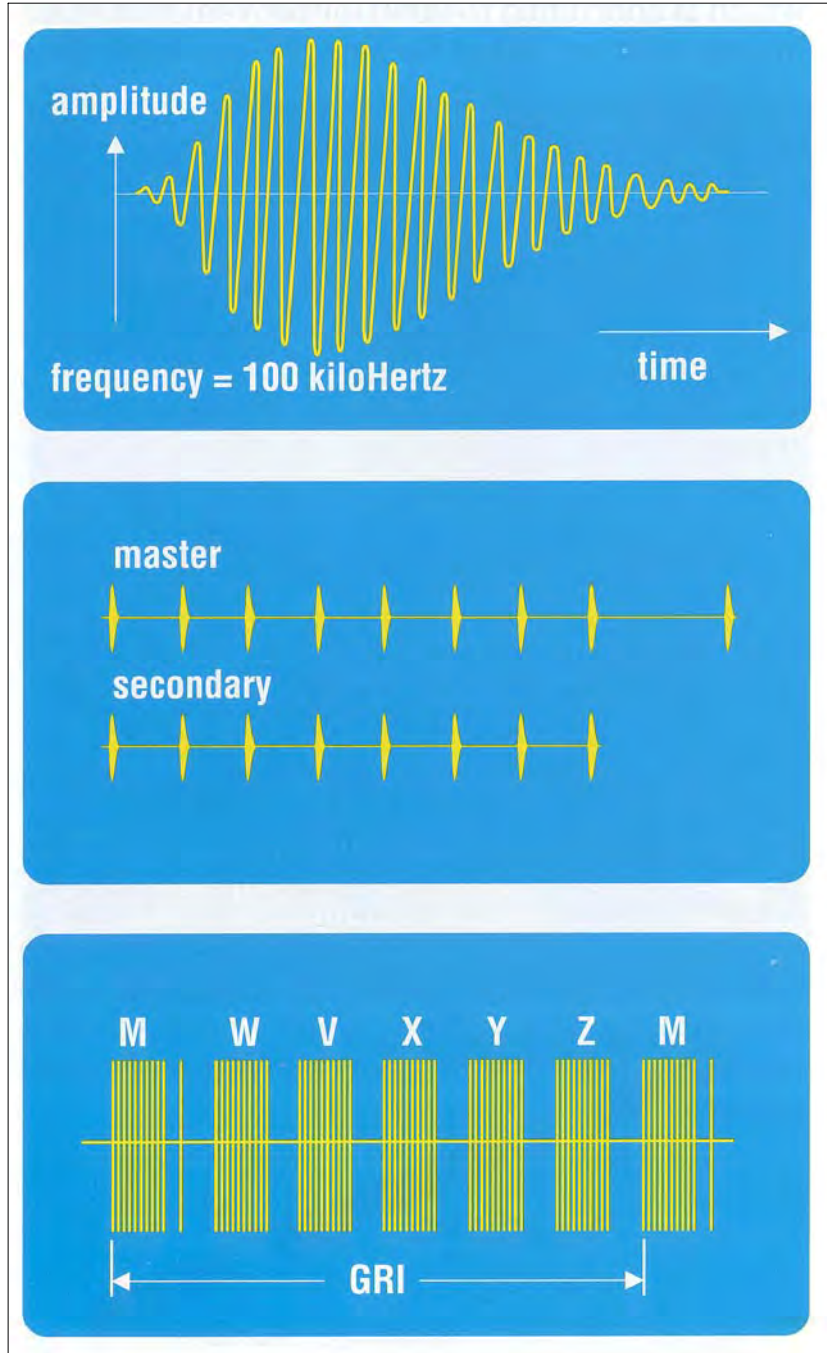 amplitude
frequency = 100 kiloHertz
time
master
secondary
M W V X Y Z M
GRI